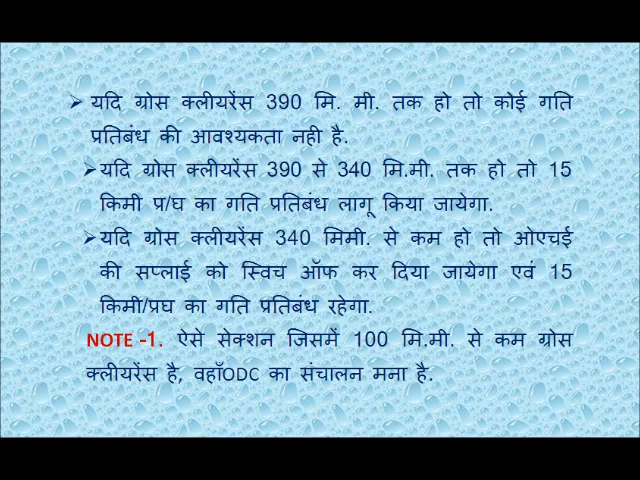 ➢ यदि ग्रोस क्लीयरेंस 390 मि. मी. तक हो तो कोई गति
प्रतिबंध की आवश्यकता नही है.
➢यदि ग्रोस क्लीयरेंस 390 से 340 मि.मी. तक हो तो 15
किमी प्र/घ का गति प्रतिबंध लागू किया जायेगा.
➢यदि ग्रोस क्लीयरेंस 340 मिमी. से कम हो तो ओएचई
की सप्लाई को स्विच ऑफ कर दिया जायेगा एवं 15
किमी/प्रघ का गति प्रतिबंध रहेगा.
NOTE -1. ऐसे सेक्शन जिसमें 100 मि.मी. से कम ग्रोस
क्लीयरेंस है, वहाँODC का संचालन मना है.